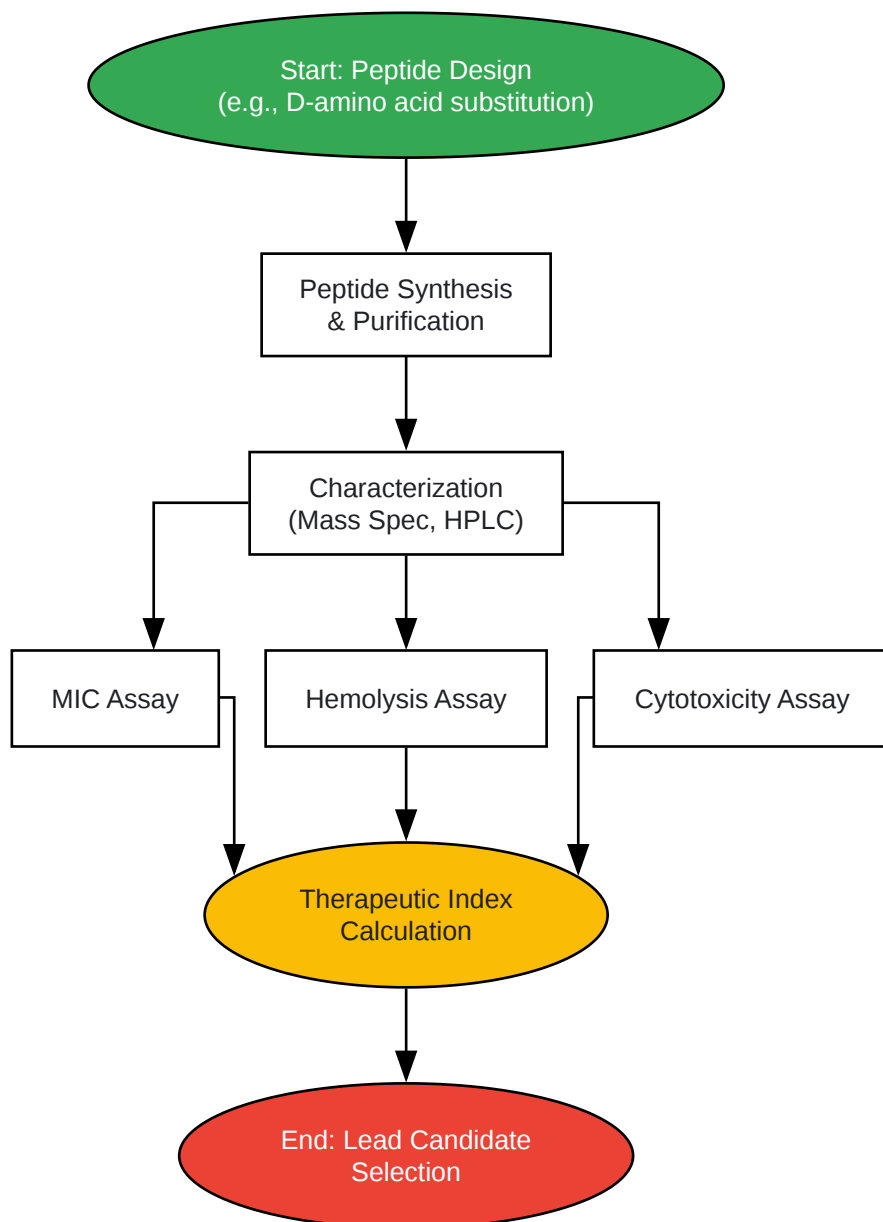 Start: Peptide Design
(e.g., D-amino acid substitution)
Peptide Synthesis
& Purification
Characterization
(Mass Spec, HPLC)
MIC Assay
Hemolysis Assay
Cytotoxicity Assay
Therapeutic Index
Calculation
End: Lead Candidate
Selection